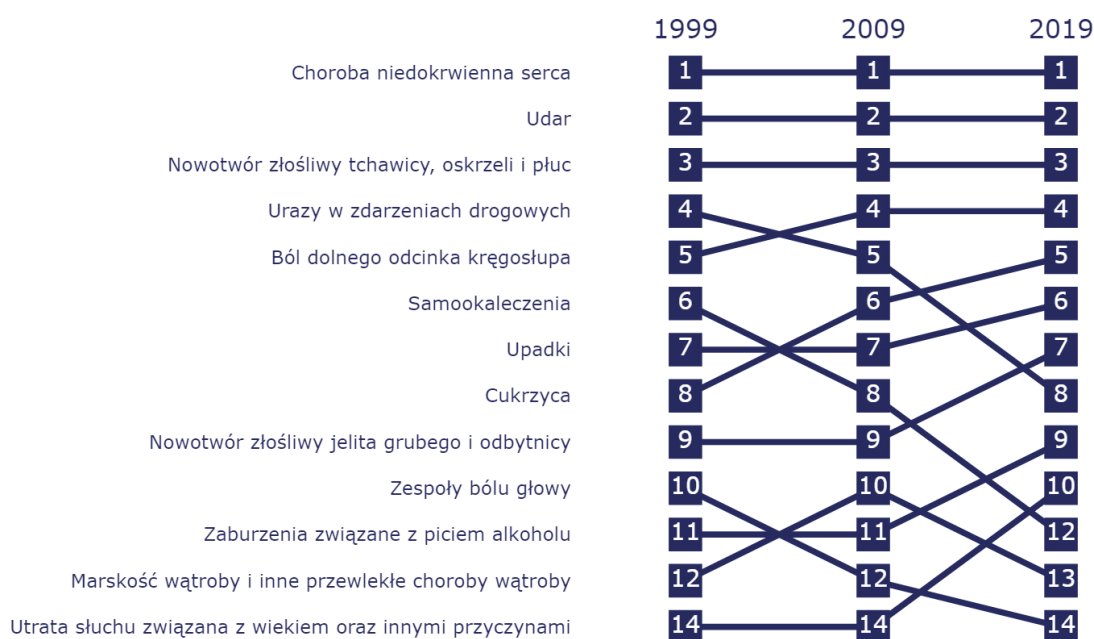 1999 2009 2019
Choroba niedokrwienna serca 1 1 1
Udar 2 2 2
Nowotwór złośliwy tchawicy, oskrzeli i płuc 3 3 3
Urazy w zdarzeniach drogowych 4 4 4
Ból dolnego odcinka kręgosłupa 5 5 5
Samookaleczenia 6 6 6
Upadki 7 7 7
Cukrzyca 8 8 8
Nowotwór złośliwy jelita grubego i odbytnicy 9 9 9
Zespoły bólu głowy 10 10 10
Zaburzenia związane z piciem alkoholu 11 11 12
Marskość wątroby i inne przewlekłe choroby wątroby 12 12 13
Utrata słuchu związana z wiekiem oraz innymi przyczynami 14 14 14